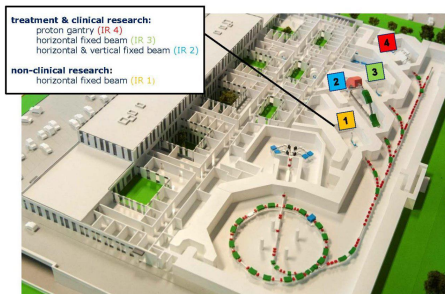 treatment & clinical research:
proton gantry (IR 4)
horizontal fixed beam (IR 3)
horizontal & vertical fixed beam (IR 2)
non-clinical research:
horizontal fixed beam (IR 1)
4
3
2
1